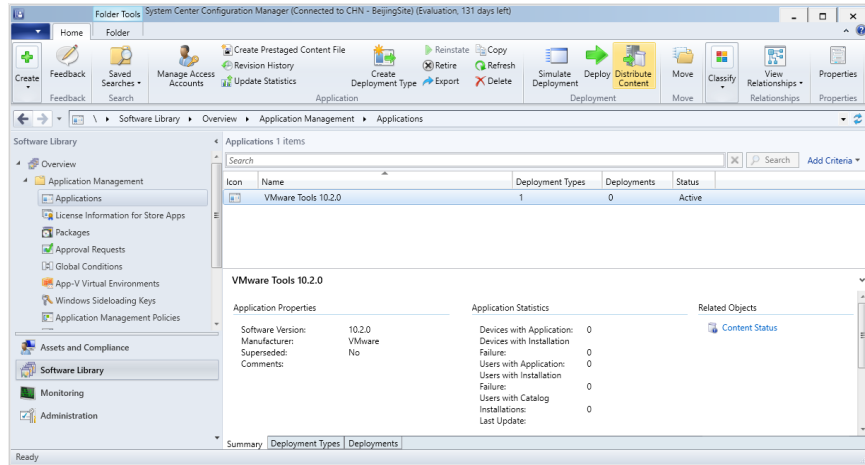 Folder Tools System Center Configuration Manager (Connected to CHN - BeijingSite) (Evaluation, 131 days left)
Home Folder
Create
Feedback
Saved Searches
Manage Access Accounts
Create Prestaged Content File
Revision History
Update Statistics
Create Deployment Type
Reinstate
Retire
Export
Copy
Refresh
Delete
Simulate Deployment
Deploy
Distribute Content
Move
Classify
View Relationships
Properties
Feedback Search Application Deployment Move Relationships Properties
\ Software Library Overview Application Management Applications
Software Library
Overview
Application Management
Applications
License Information for Store Apps
Packages
Approval Requests
Global Conditions
App-V Virtual Environments
Windows Sideloading Keys
Application Management Policies
Assets and Compliance
Software Library
Monitoring
Administration
Applications 1 items
Search Search Add Criteria
Icon Name Deployment Types Deployments Status
VMware Tools 10.2.0 1 0 Active
VMware Tools 10.2.0
Application Properties
Software Version: 10.2.0
Manufacturer: VMware
Superseded: No
Comments:
Application Statistics
Devices with Application: 0
Devices with Installation
Failure: 0
Users with Application: 0
Users with Installation
Failure: 0
Users with Catalog
Installations: 0
Last Update:
Related Objects
Content Status
Summary Deployment Types Deployments
Ready